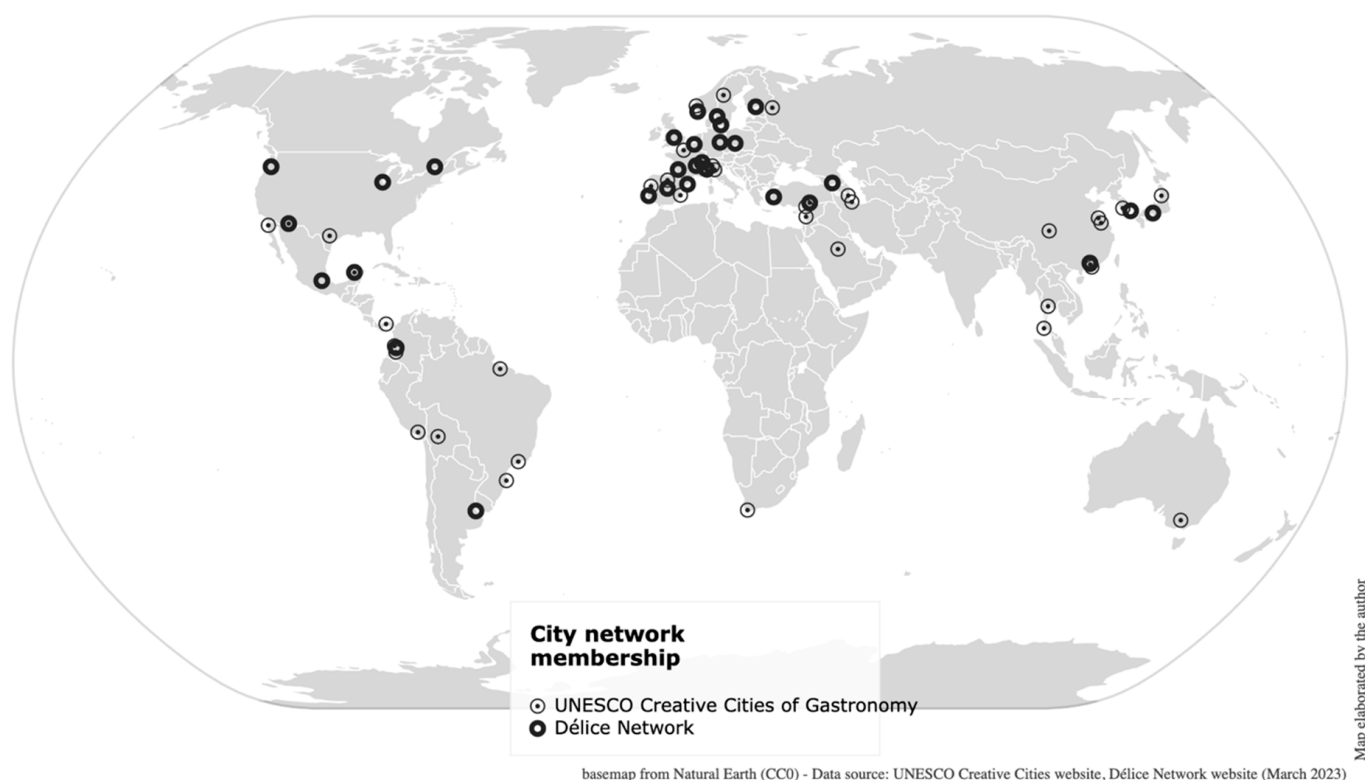 City network
membership
UNESCO Creative Cities of Gastronomy
Délice Network
basemap from Natural Earth (CC0) - Data source: UNESCO Creative Cities website, Délice Network website (March 2023)
Map elaborated by the author